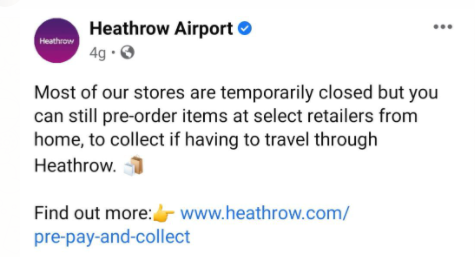 Heathrow Airport
Heathrow
4g
Most of our stores are temporarily closed but you
can still pre-order items at select retailers from
home, to collect if having to travel through
Heathrow. 📦
Find out more:👉 www.heathrow.com/
pre-pay-and-collect